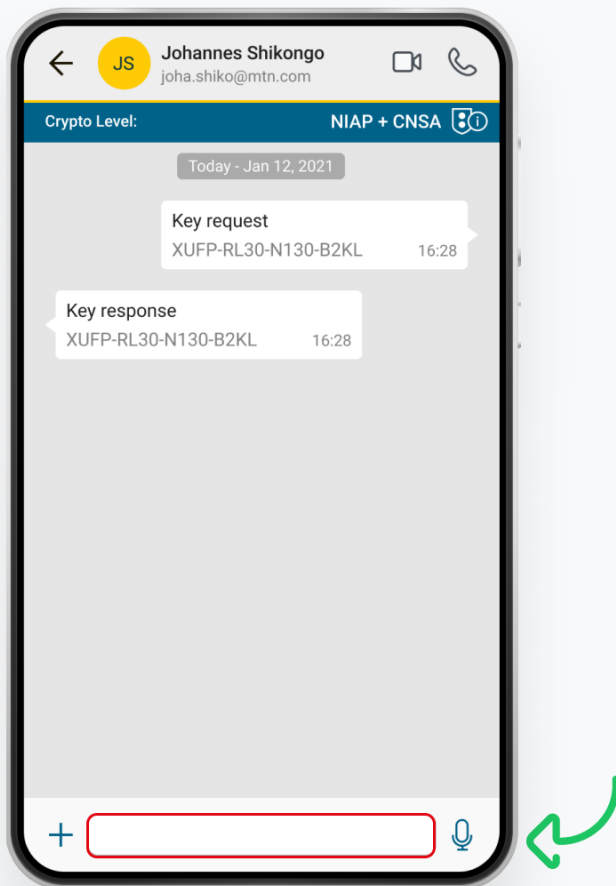 JS
Johannes Shikongo
joha.shiko@mtn.com
Crypto Level:
NIAP + CNSA
Today - Jan 12, 2021
Key request
XUFP-RL30-N130-B2KL 16:28
Key response
XUFP-RL30-N130-B2KL 16:28